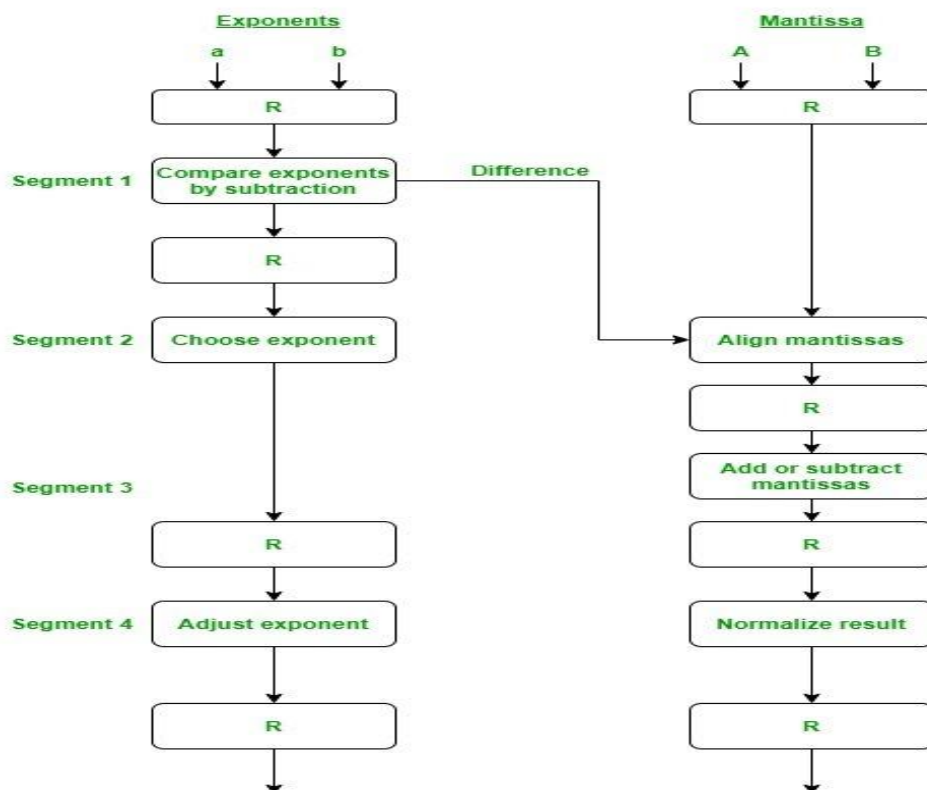 Exponents
Mantissa
a
b
A
B
R
R
Segment 1
Compare exponents
by subtraction
Difference
R
Segment 2
Choose exponent
Align mantissas
R
Segment 3
Add or subtract
mantissas
R
R
Segment 4
Adjust exponent
Normalize result
R
R